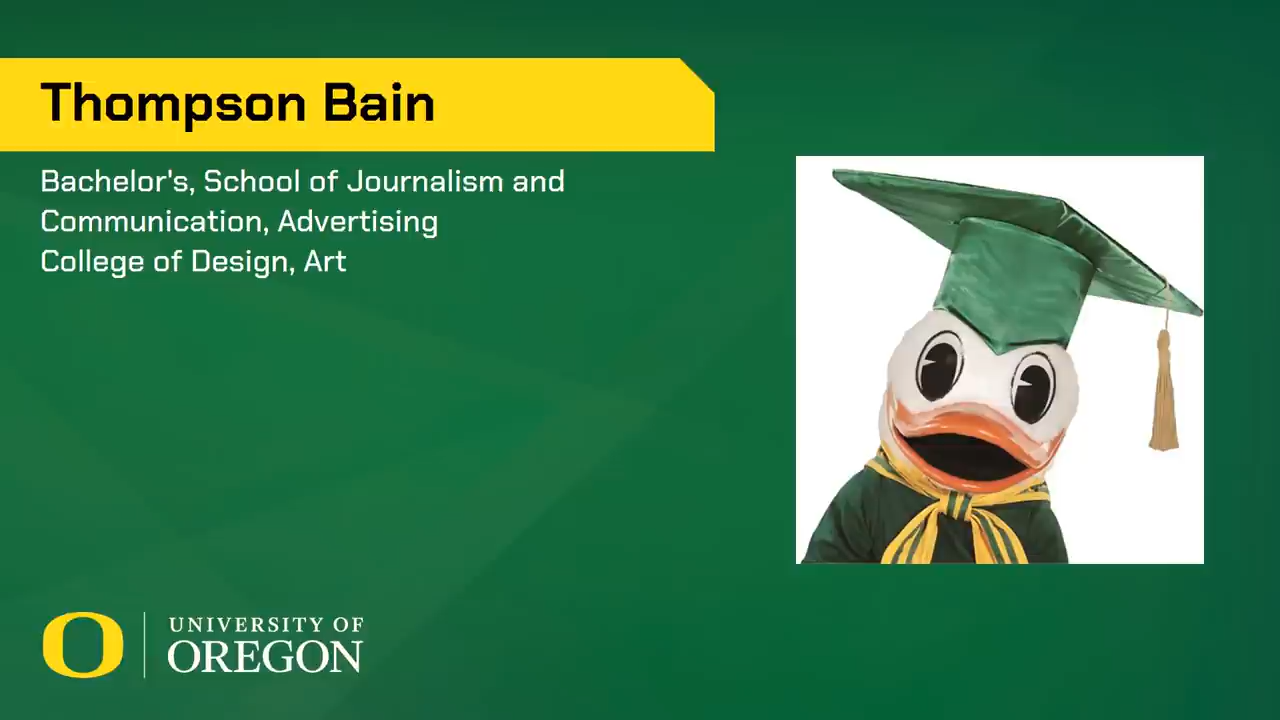 Thompson Bain
Bachelor's, School of Journalism and
Communication, Advertising
College of Design, Art
UNIVERSITY OF
OREGON